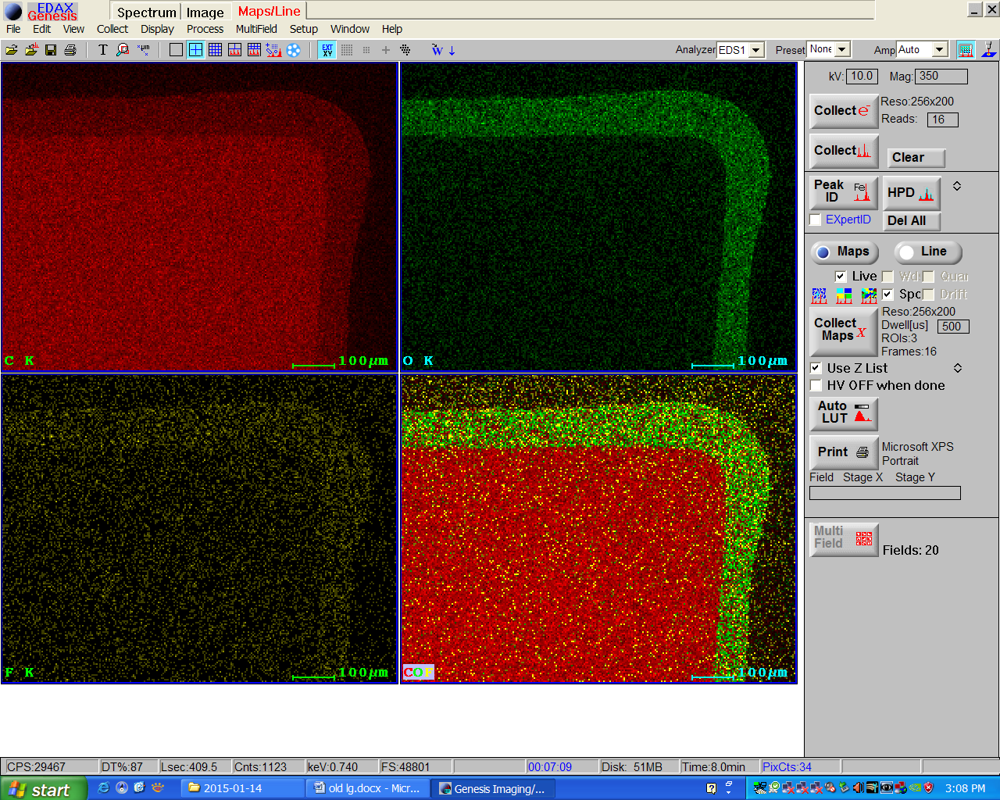 EDAX
Genesis
Spectrum Image Maps/Line
File Edit View Collect Display Process MultiField Setup Window Help
T EXT XY W Analyzer EDS1 Preset None Amp Auto
kV: 10.0 Mag: 350
Collect e- Reso:256x200
Reads: 16
Collect Clear
Peak ID Fe HPD
EXpertID Del All
Maps Line
Live Wd Quar
Spc Drift
Reso:256x200
Collect Maps X Dwell[us] 500
ROIs:3
Frames:16
Use Z List
HV OFF when done
Auto LUT
Print Microsoft XPS
Portrait
Field Stage X Stage Y
Multi Field Fields: 20
C K 100µm
O K 100µm
F K 100µm
COF 100µm
CPS:29467 DT%:87 Lsec:409.5 Cnts:1123 keV:0.740 FS:48801 00:07:09 Disk: 51MB Time:8.0min PixCts:34
start 2015-01-14 old lg.docx - Micr... Genesis Imaging/... 3:08 PM